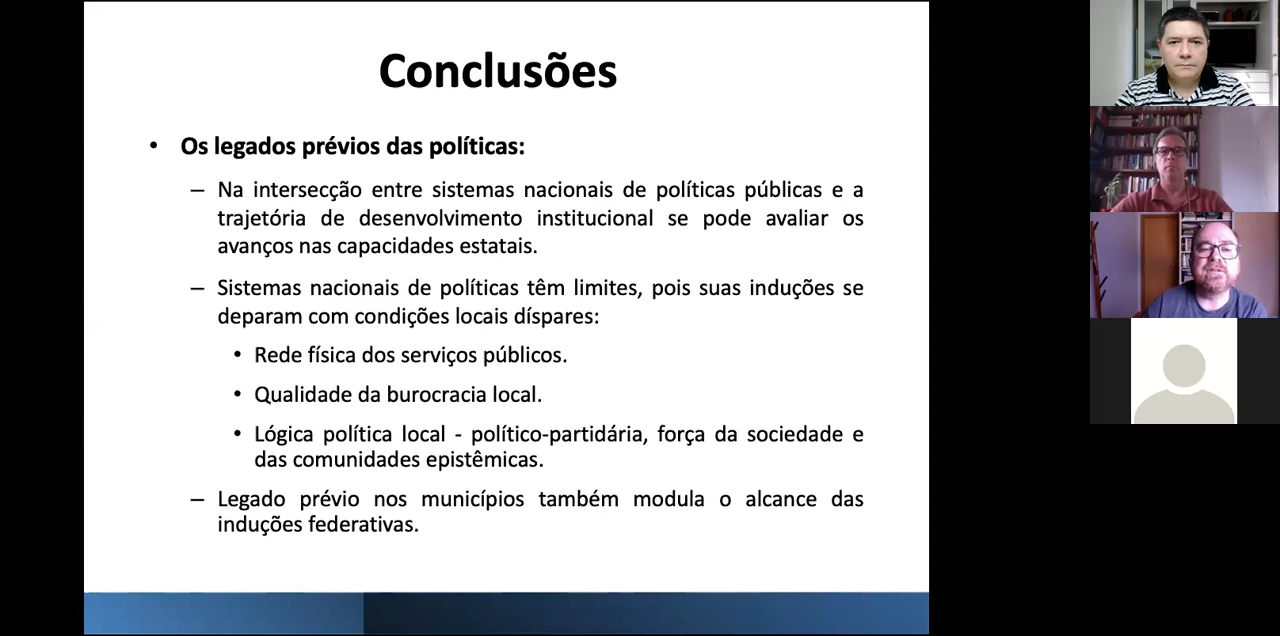 Conclusões
• Os legados prévios das políticas:
– Na intersecção entre sistemas nacionais de políticas públicas e a
trajetória de desenvolvimento institucional se pode avaliar os
avanços nas capacidades estatais.
– Sistemas nacionais de políticas têm limites, pois suas induções se
deparam com condições locais díspares:
• Rede física dos serviços públicos.
• Qualidade da burocracia local.
• Lógica política local - político-partidária, força da sociedade e
das comunidades epistêmicas.
– Legado prévio nos municípios também modula o alcance das
induções federativas.